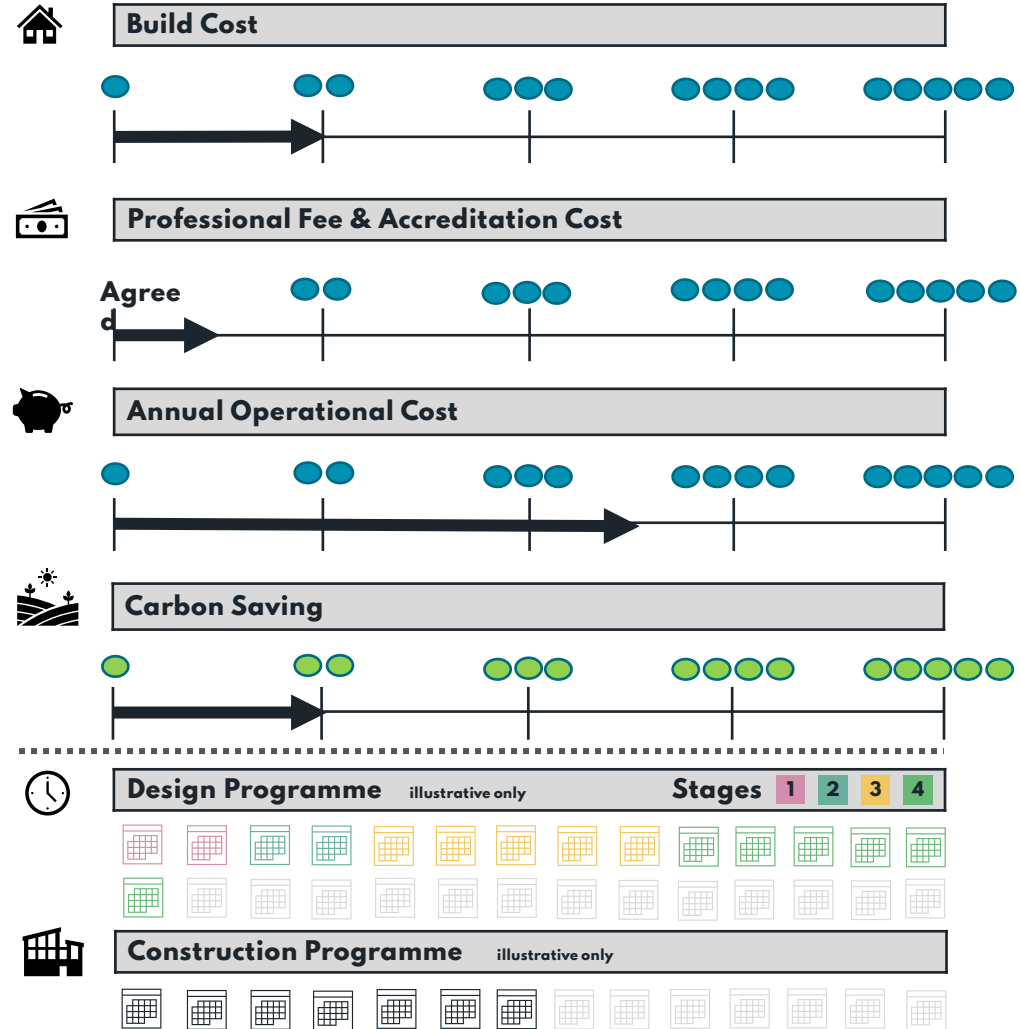 Build Cost
Professional Fee & Accreditation Cost
Agree
d
Annual Operational Cost
Carbon Saving
Design Programme illustrative only Stages 1 2 3 4
Construction Programme illustrative only